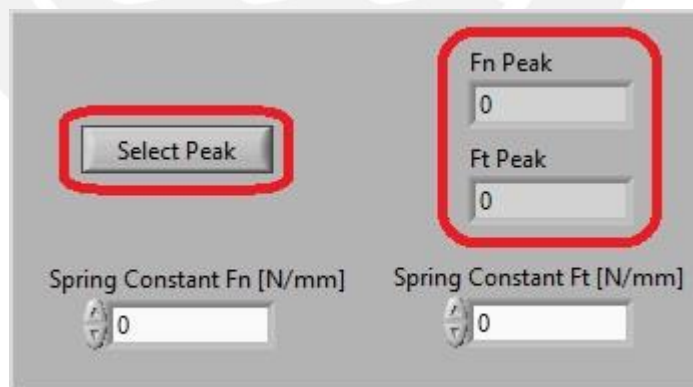 Fn Peak
0
Select Peak
Ft Peak
0
Spring Constant Fn [N/mm]
Spring Constant Ft [N/mm]
0
0